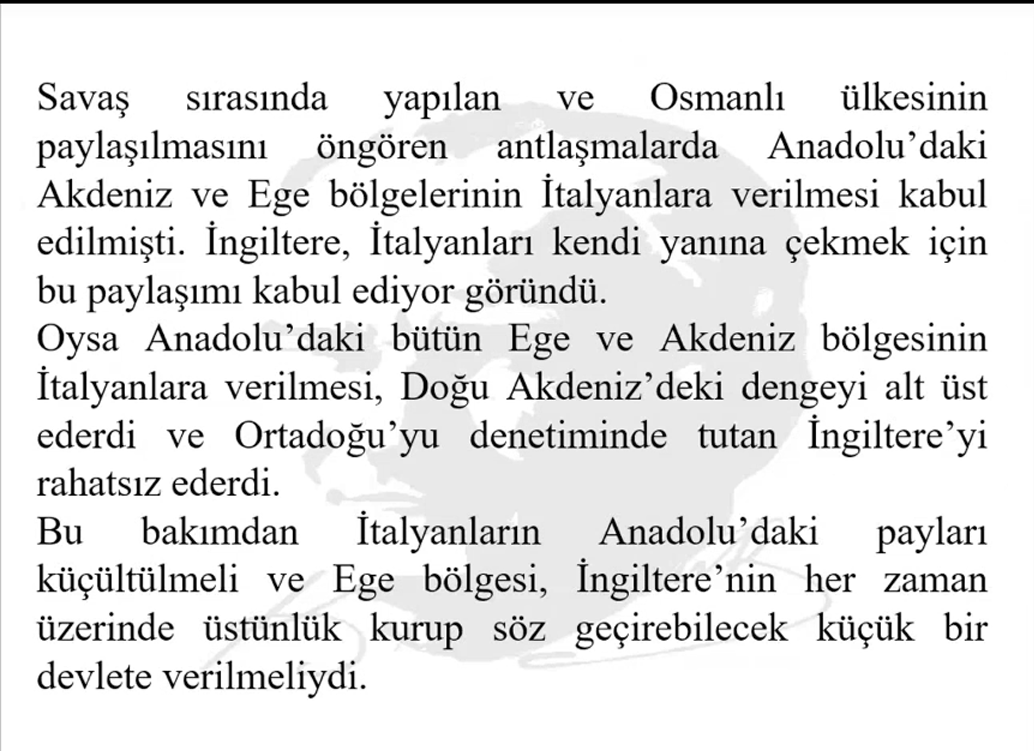 Savaş sırasında yapılan ve Osmanlı ülkesinin
paylaşılmasını öngören antlaşmalarda Anadolu’daki
Akdeniz ve Ege bölgelerinin İtalyanlara verilmesi kabul
edilmişti. İngiltere, İtalyanları kendi yanına çekmek için
bu paylaşımı kabul ediyor göründü.
Oysa Anadolu’daki bütün Ege ve Akdeniz bölgesinin
İtalyanlara verilmesi, Doğu Akdeniz’deki dengeyi alt üst
ederdi ve Ortadoğu’yu denetiminde tutan İngiltere’yi
rahatsız ederdi.
Bu bakımdan İtalyanların Anadolu’daki payları
küçültülmeli ve Ege bölgesi, İngiltere’nin her zaman
üzerinde üstünlük kurup söz geçirebilecek küçük bir
devlete verilmeliydi.